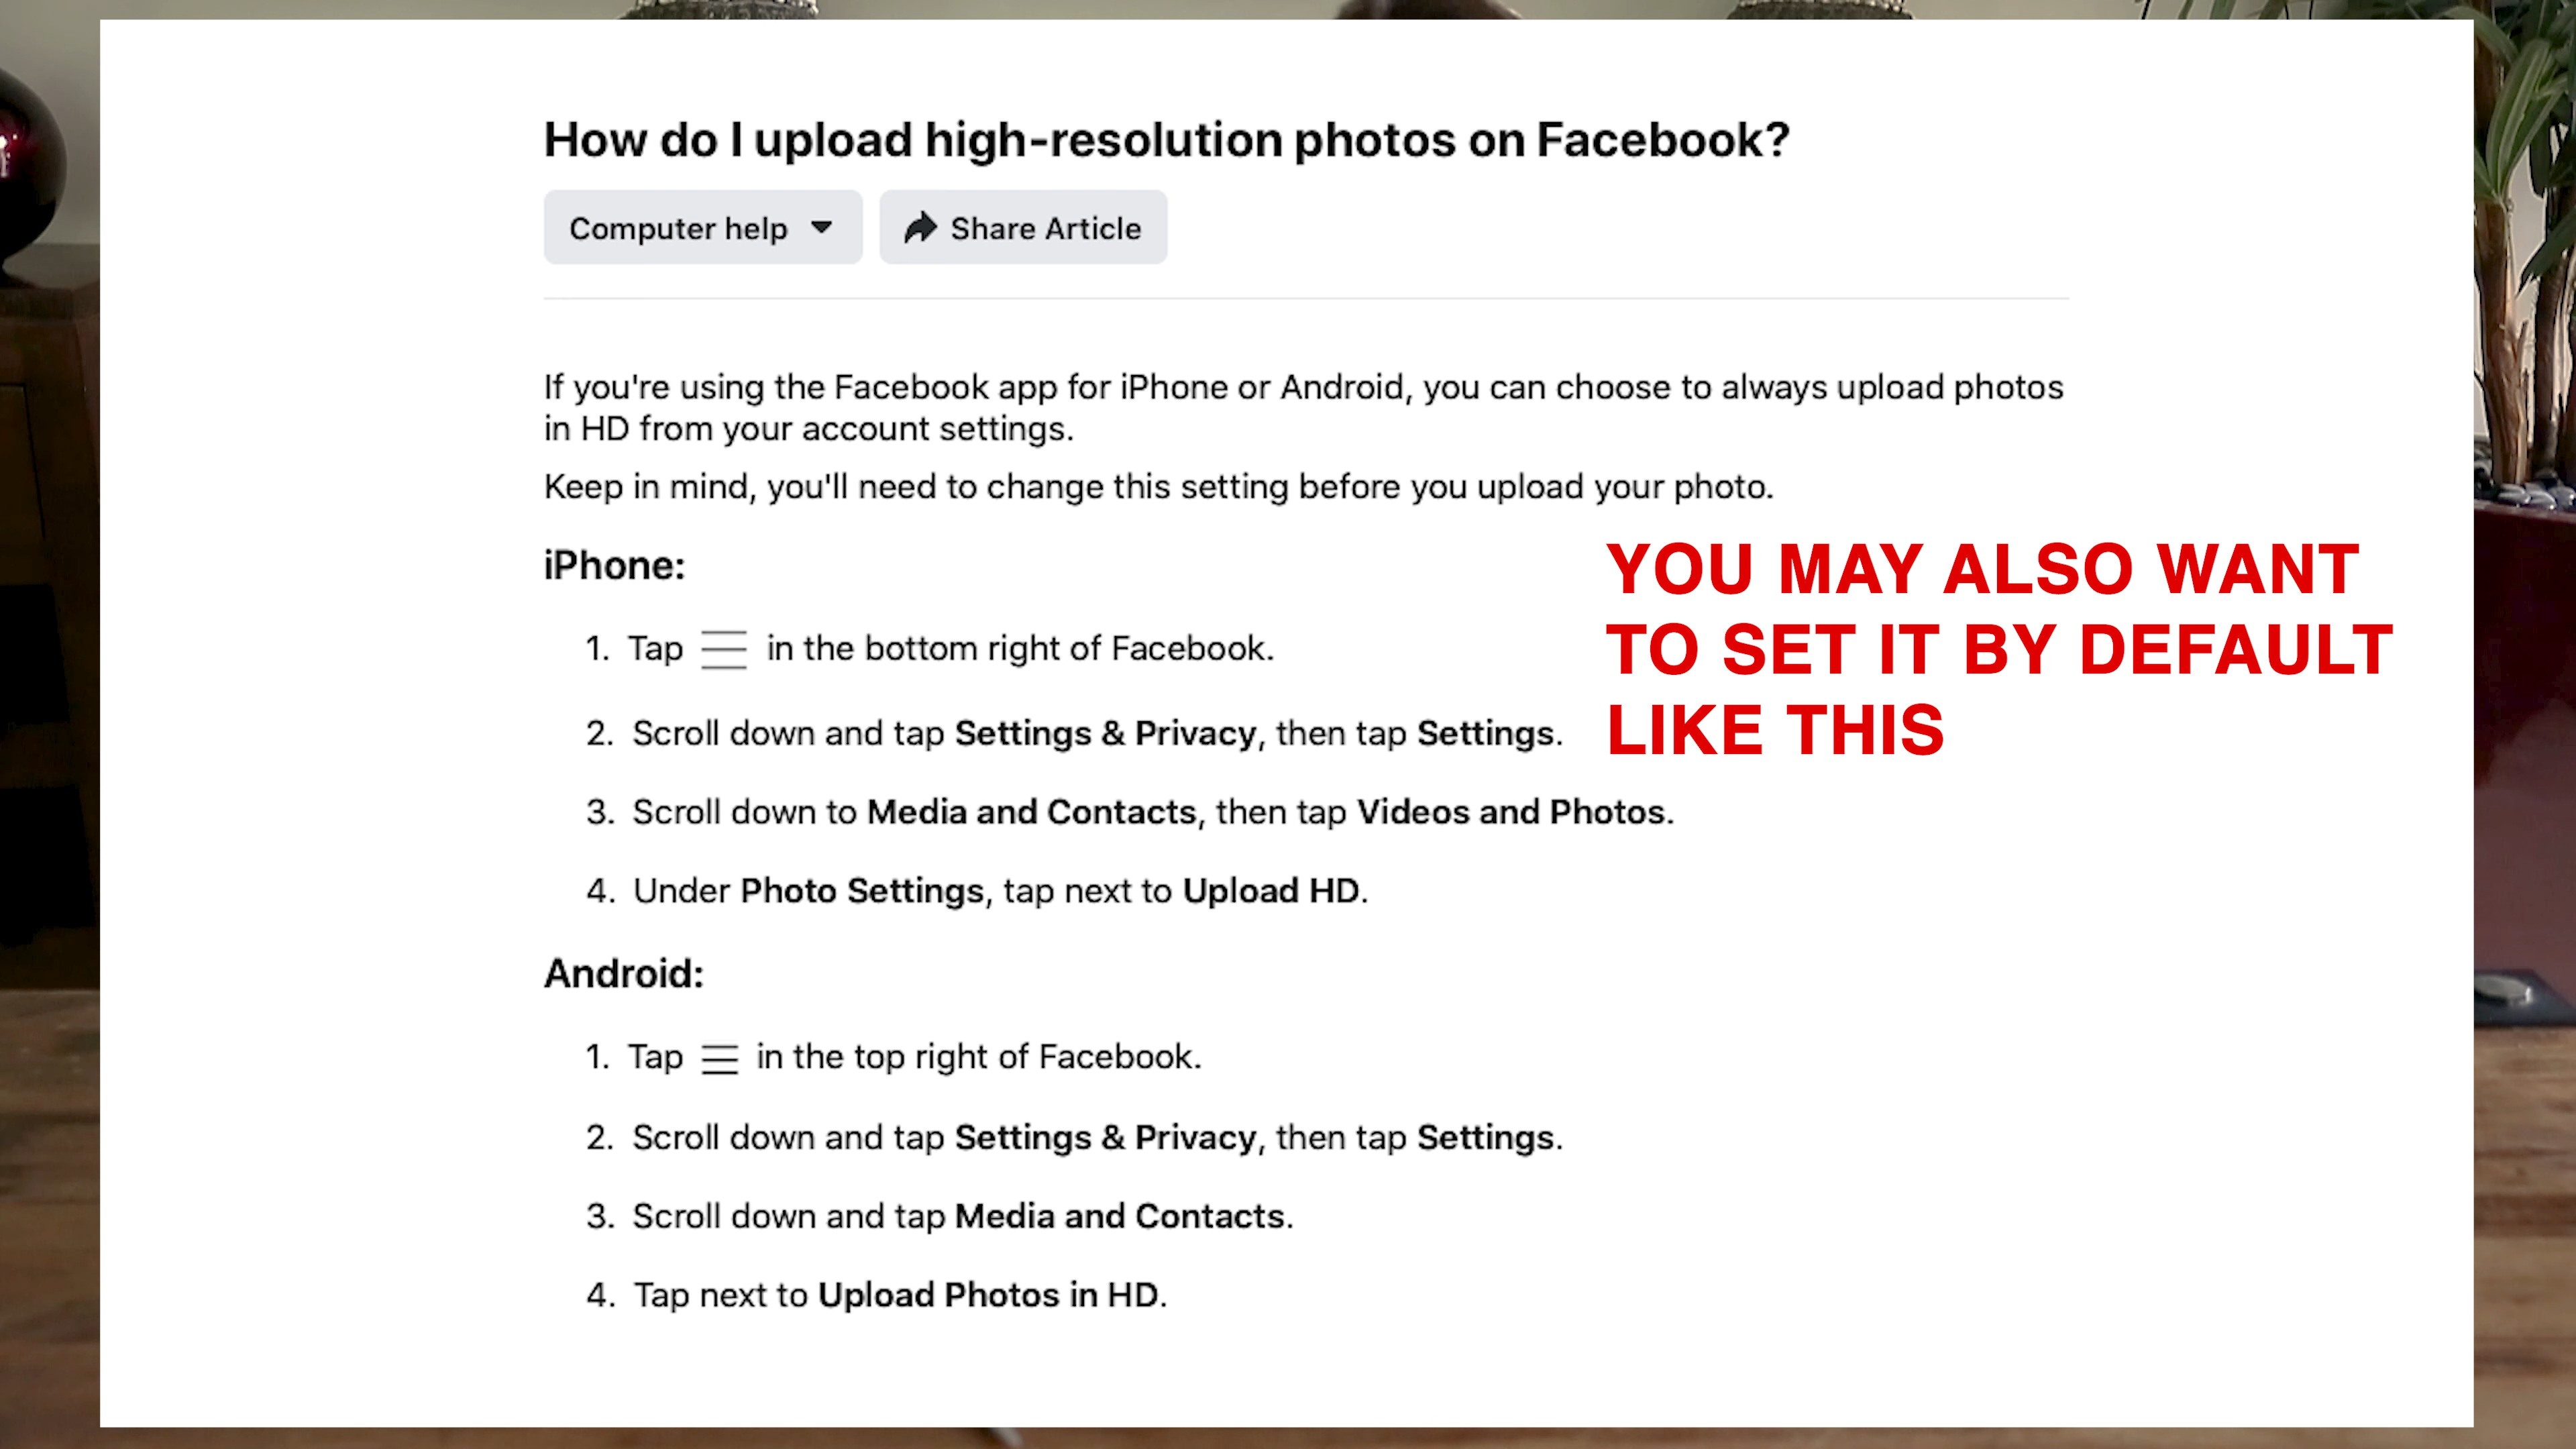 How do I upload high-resolution photos on Facebook?
Computer help
Share Article
If you're using the Facebook app for iPhone or Android, you can choose to always upload photos
in HD from your account settings.
Keep in mind, you'll need to change this setting before you upload your photo.
iPhone:
1. Tap in the bottom right of Facebook.
2. Scroll down and tap Settings & Privacy, then tap Settings.
3. Scroll down to Media and Contacts, then tap Videos and Photos.
4. Under Photo Settings, tap next to Upload HD.
YOU MAY ALSO WANT
TO SET IT BY DEFAULT
LIKE THIS
Android:
1. Tap in the top right of Facebook.
2. Scroll down and tap Settings & Privacy, then tap Settings.
3. Scroll down and tap Media and Contacts.
4. Tap next to Upload Photos in HD.